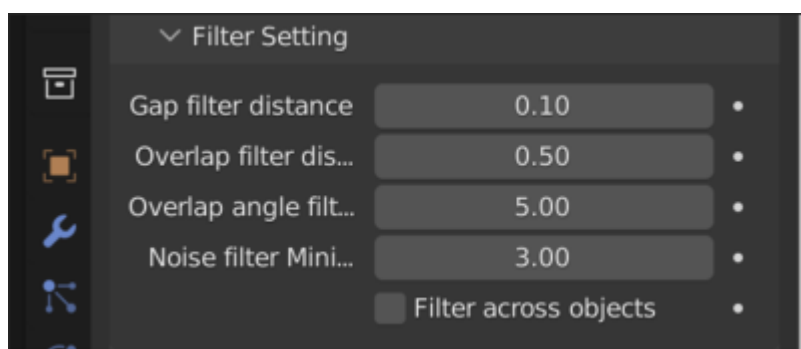 Filter Setting
Gap filter distance 0.10
Overlap filter dis... 0.50
Overlap angle filt... 5.00
Noise filter Mini... 3.00
Filter across objects